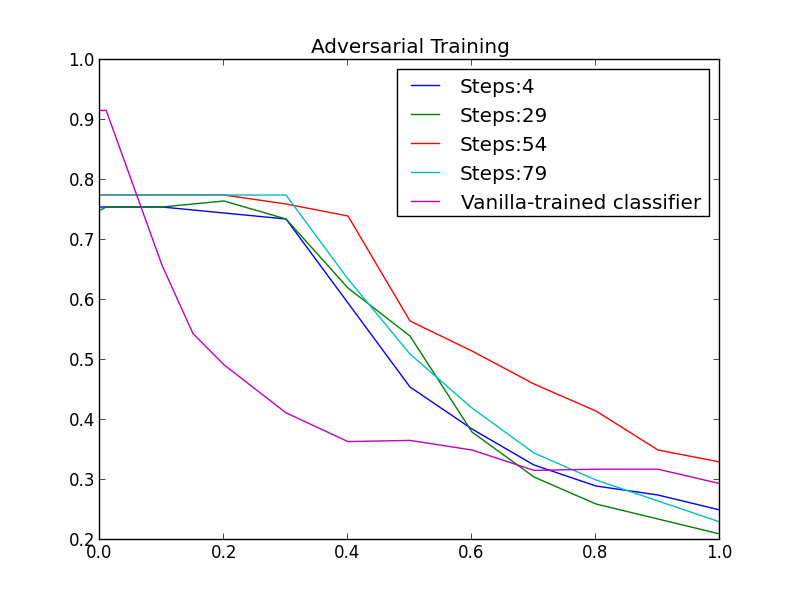 Adversarial Training
1.0
0.9
0.8
0.7
0.6
0.5
0.4
0.3
0.2
Steps:4
Steps:29
Steps:54
Steps:79
Vanilla-trained classifier
0.0 0.2 0.4 0.6 0.8 1.0